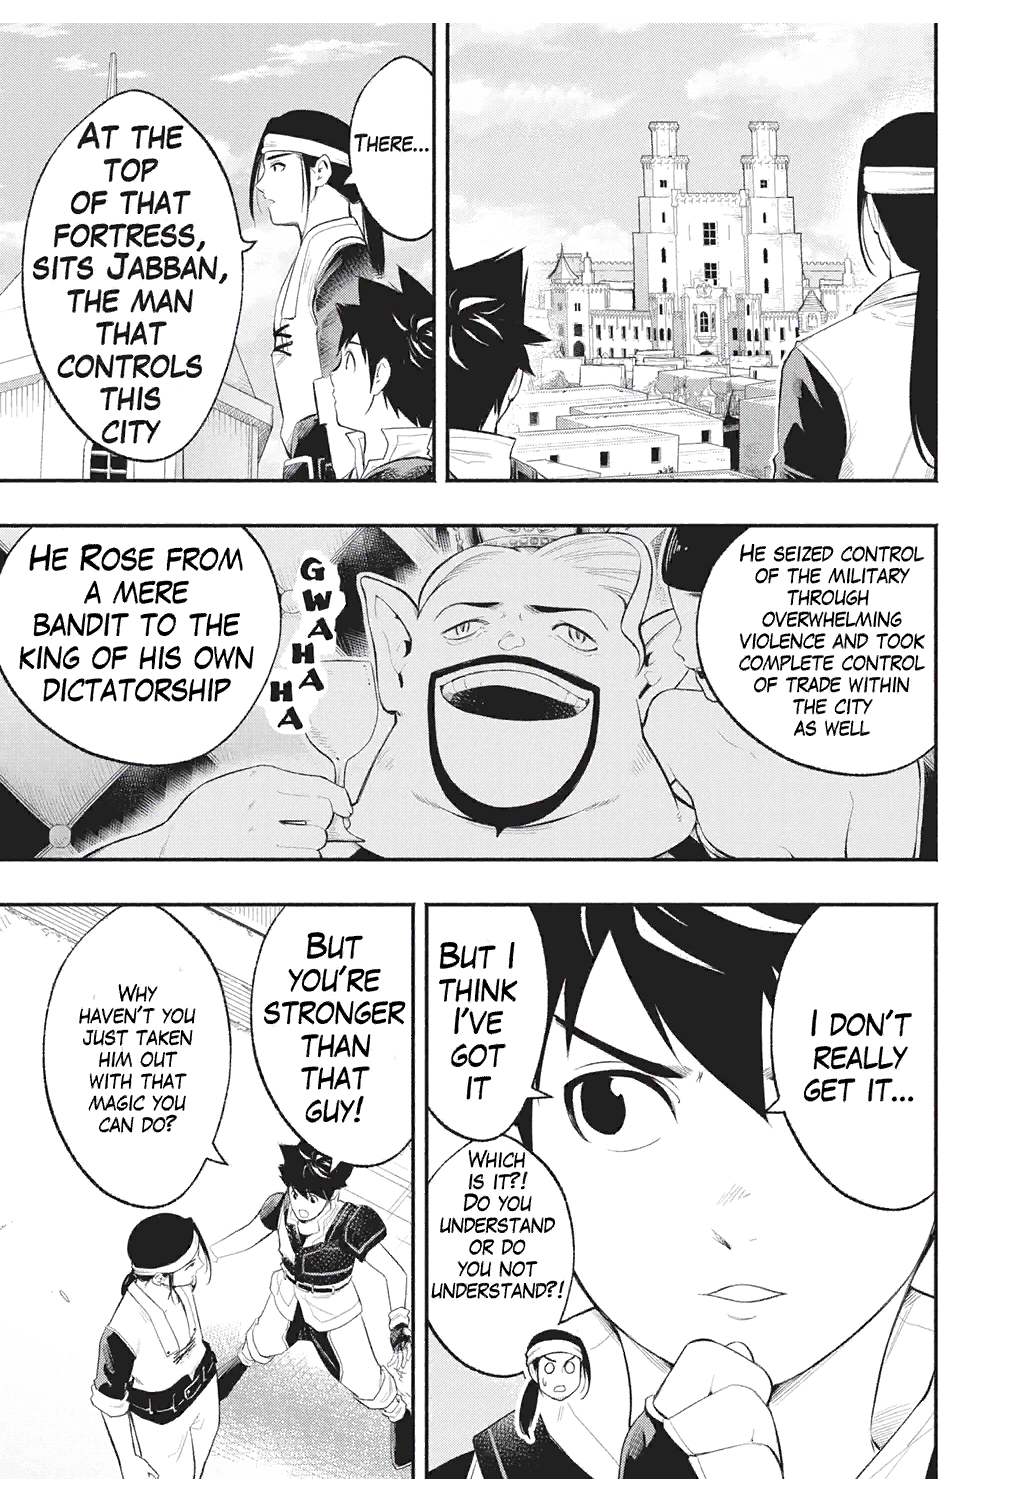 THERE...
AT THE
TOP
OF THAT
FORTRESS,
SITS JABBAN,
THE MAN
THAT
CONTROLS
THIS
CITY
HE SEIZED CONTROL
OF THE MILITARY
THROUGH
OVERWHELMING
VIOLENCE AND TOOK
COMPLETE CONTROL
OF TRADE WITHIN
THE CITY
AS WELL
GWAHAHA
HA
HE ROSE FROM
A MERE
BANDIT TO THE
KING OF HIS OWN
DICTATORSHIP
I DON'T
REALLY
GET IT...
BUT I
THINK
I'VE
GOT
IT
WHICH
IS IT?!
DO YOU
UNDERSTAND
OR DO
YOU NOT
UNDERSTAND?!
BUT
YOU'RE
STRONGER
THAN
THAT
GUY!
WHY
HAVEN'T YOU
JUST TAKEN
HIM OUT
WITH THAT
MAGIC YOU
CAN DO?